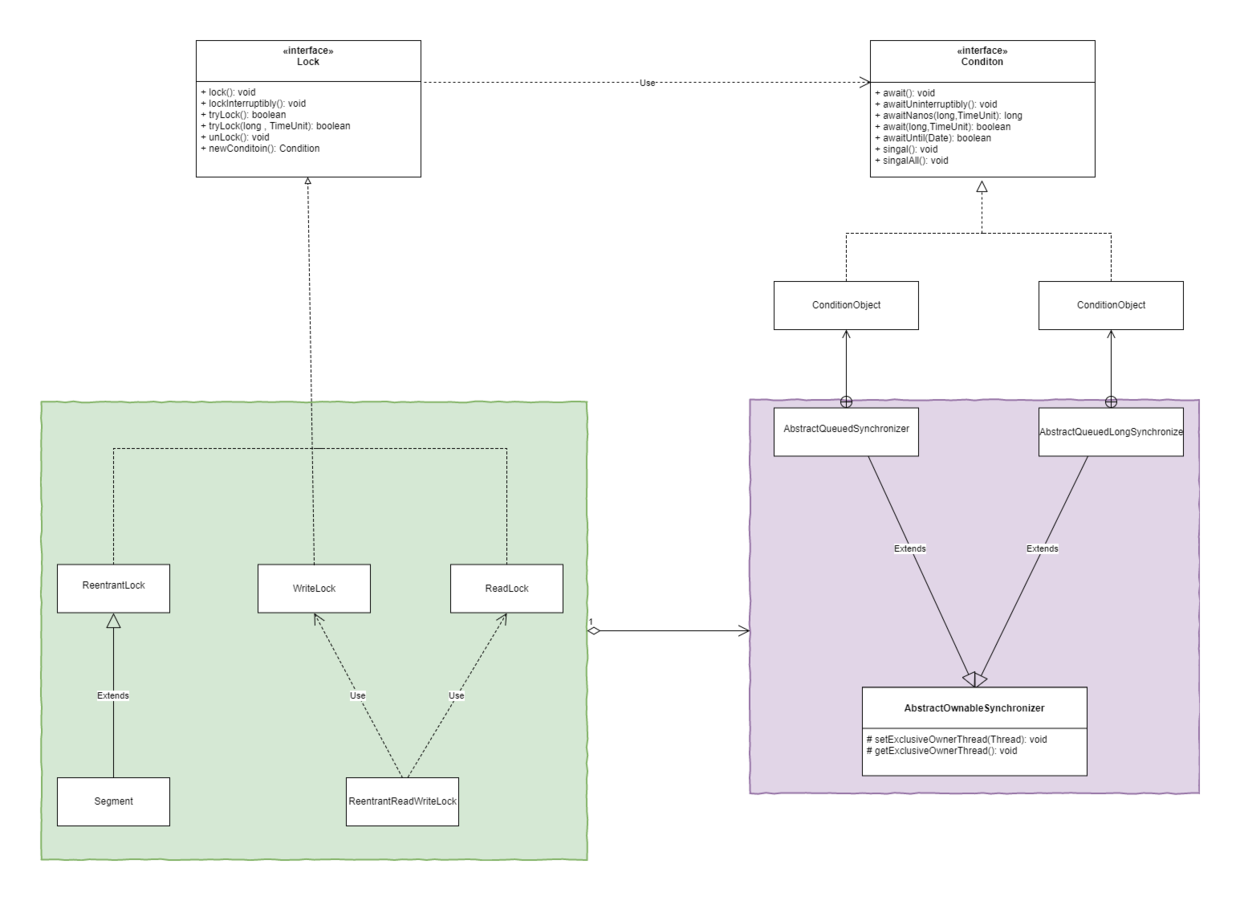 «interface»
Lock
+ lock(): void
+ lockInterruptibly(): void
+ tryLock(): boolean
+ tryLock(long , TimeUnit): boolean
+ unLock(): void
+ newConditoin(): Condition
Use
«interface»
Conditon
+ await(): void
+ awaitUninterruptibly(): void
+ awaitNanos(long,TimeUnit): long
+ await(long,TimeUnit): boolean
+ awaitUntil(Date): boolean
+ singal(): void
+ singalAll(): void
ConditionObject
ConditionObject
AbstractQueuedSynchronizer
AbstractQueuedLongSynchronize
Extends
Extends
ReentrantLock
WriteLock
ReadLock
1
Extends
Use
Use
AbstractOwnableSynchronizer
# setExclusiveOwnerThread(Thread): void
# getExclusiveOwnerThread(): void
Segment
ReentrantReadWriteLock